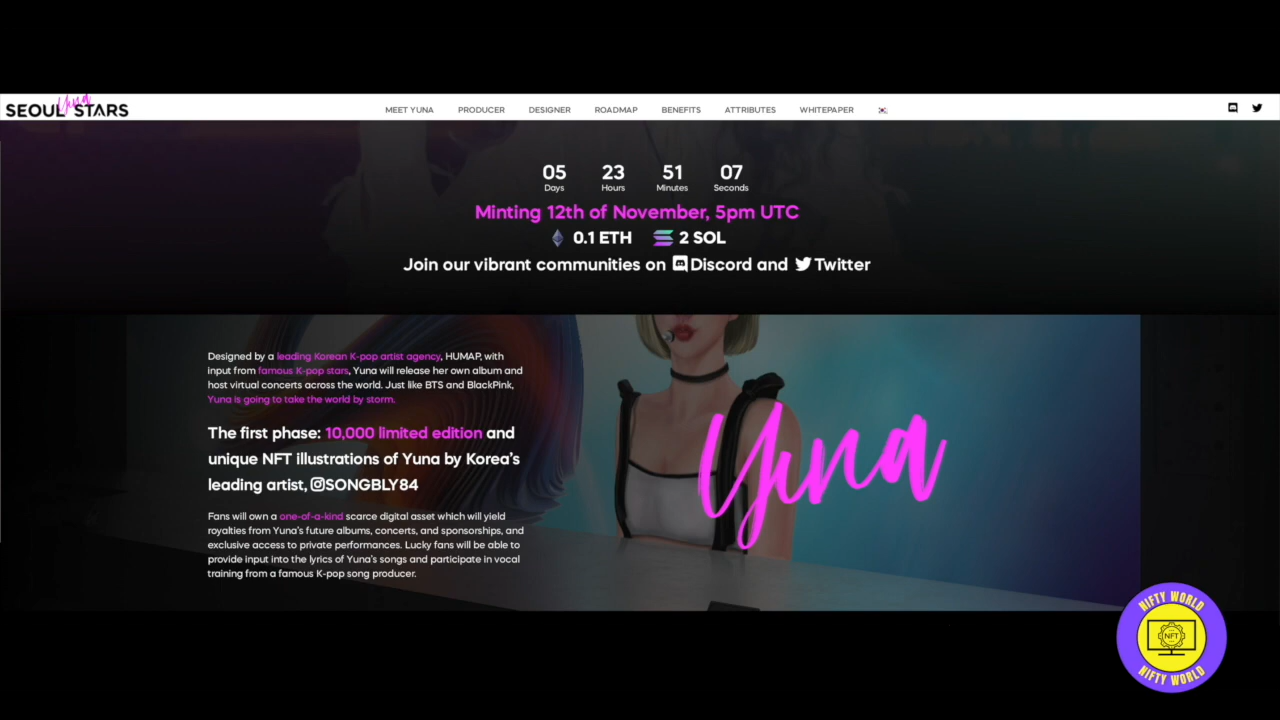 SEOUL STARS
Yuna
MEET YUNA PRODUCER DESIGNER ROADMAP BENEFITS ATTRIBUTES WHITEPAPER
05 23 51 07
Days Hours Minutes Seconds
Minting 12th of November, 5pm UTC
0.1 ETH 2 SOL
Join our vibrant communities on Discord and Twitter
Designed by a leading Korean K-pop artist agency, HUMAP, with
input from famous K-pop stars, Yuna will release her own album and
host virtual concerts across the world. Just like BTS and BlackPink,
Yuna is going to take the world by storm.
The first phase: 10,000 limited edition and
unique NFT illustrations of Yuna by Korea's
leading artist, SONGBLY84
Fans will own a one-of-a-kind scarce digital asset which will yield
royalties from Yuna's future albums, concerts, and sponsorships, and
exclusive access to private performances. Lucky fans will be able to
provide input into the lyrics of Yuna's songs and participate in vocal
training from a famous K-pop song producer.
Yuna
NIFTY WORLD
NFT
NIFTY WORLD